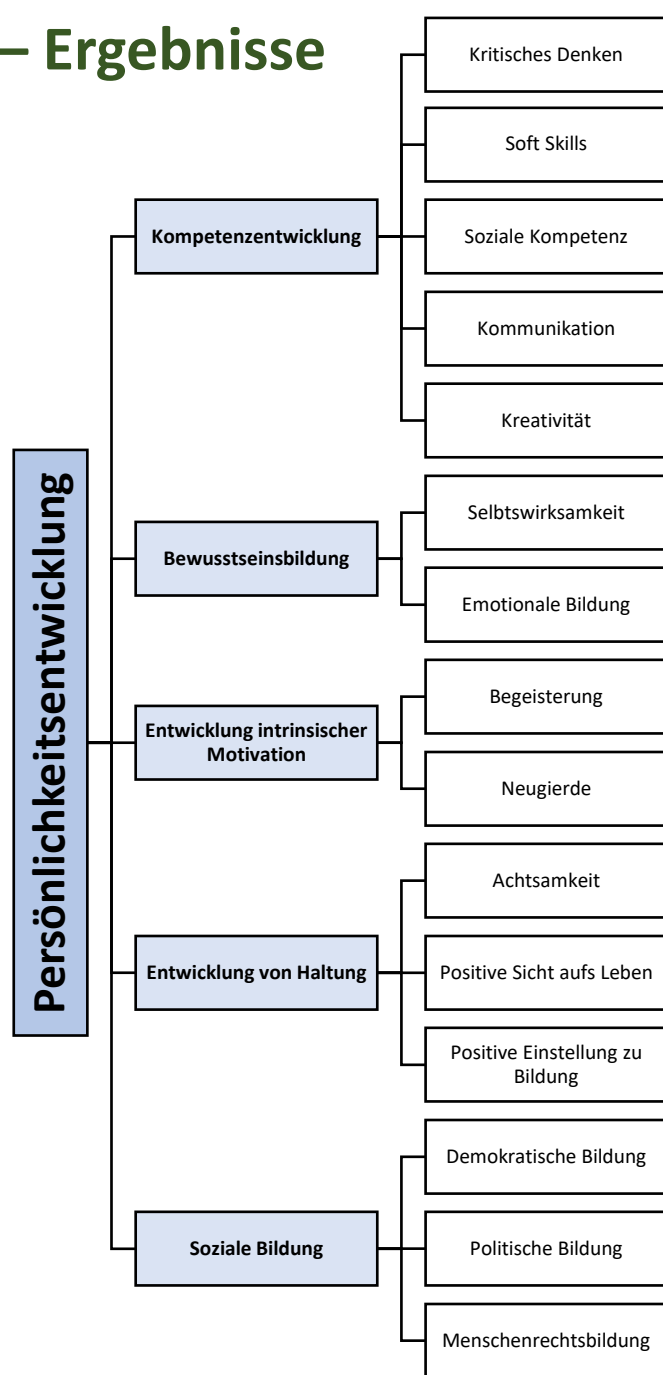 – Ergebnisse
Persönlichkeitsentwicklung
Kompetenzentwicklung
Kritisches Denken
Soft Skills
Soziale Kompetenz
Kommunikation
Kreativität
Bewusstseinsbildung
Selbtswirksamkeit
Emotionale Bildung
Entwicklung intrinsischer
Motivation
Begeisterung
Neugierde
Entwicklung von Haltung
Achtsamkeit
Positive Sicht aufs Leben
Positive Einstellung zu
Bildung
Soziale Bildung
Demokratische Bildung
Politische Bildung
Menschenrechtsbildung